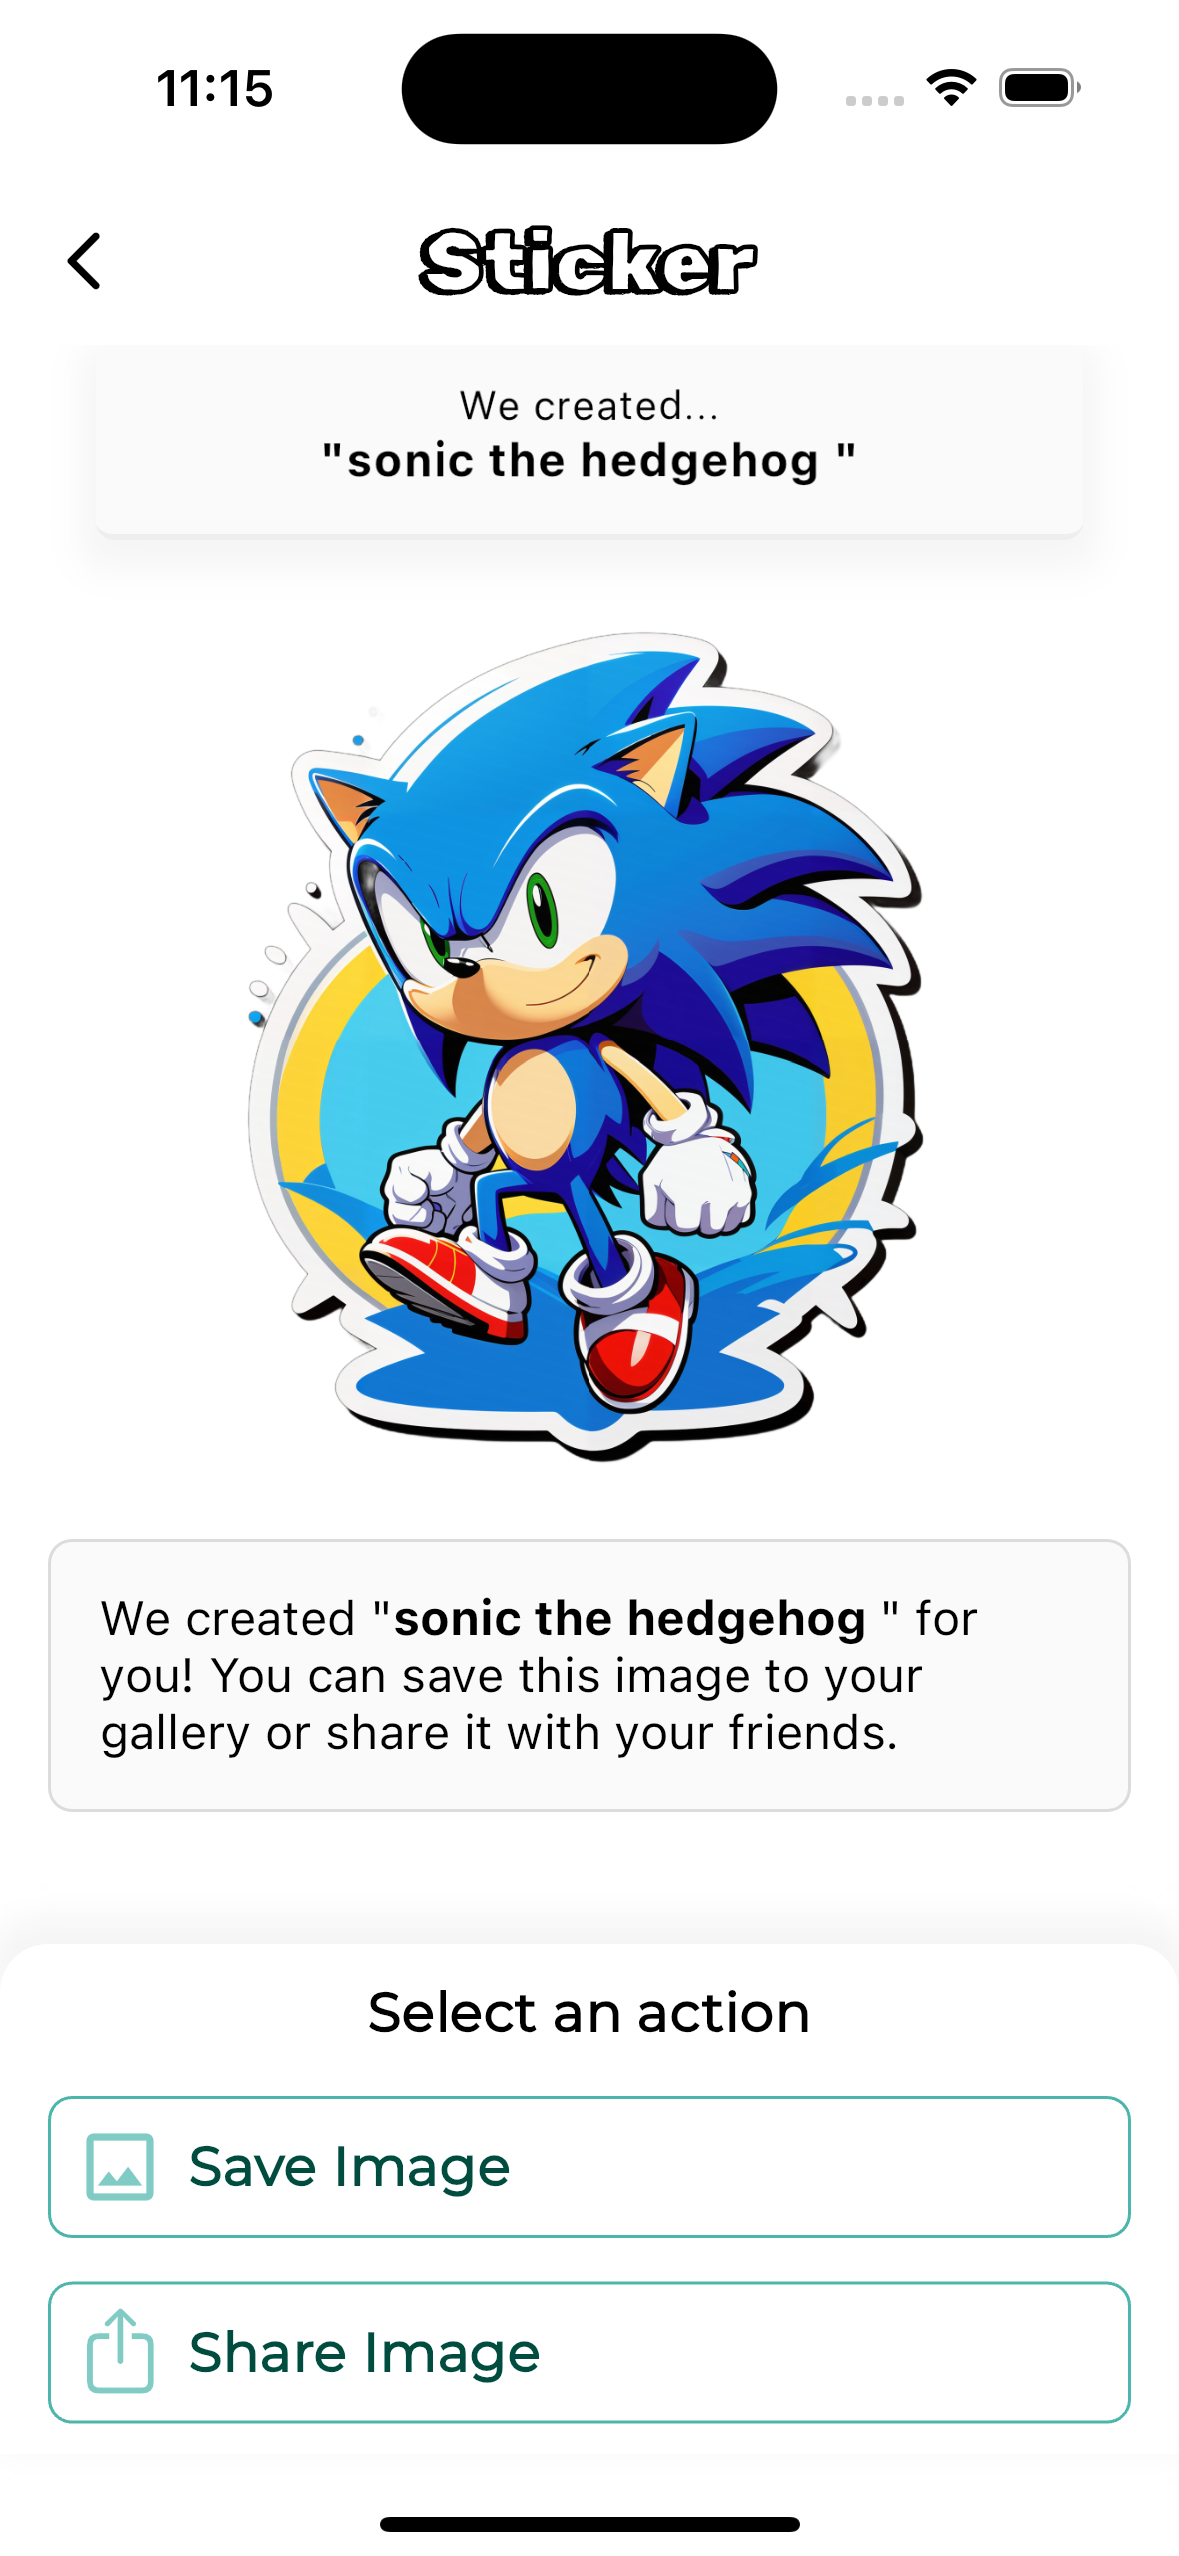 11:15
Sticker
We created...
"sonic the hedgehog "
We created "sonic the hedgehog " for
you! You can save this image to your
gallery or share it with your friends.
Select an action
Save Image
Share Image